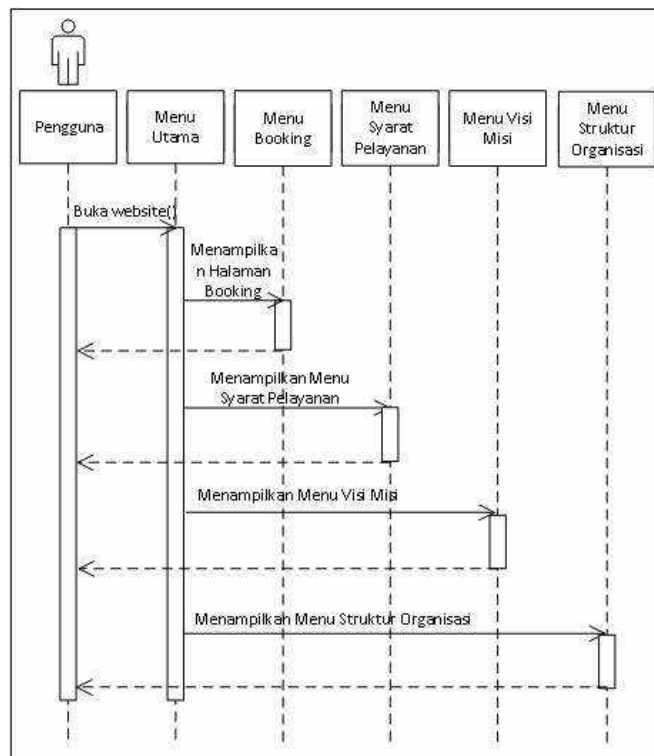 Pengguna
Menu
Utama
Menu
Booking
Menu
Syarat
Pelayanan
Menu Visi
Misi
Menu
Struktur
Organisasi
Buka website()
Menampilka
n Halaman
Booking
Menampilkan Menu
Syarat Pelayanan
Menampilkan Menu Visi Misi
Menampilkan Menu Struktur Organisasi